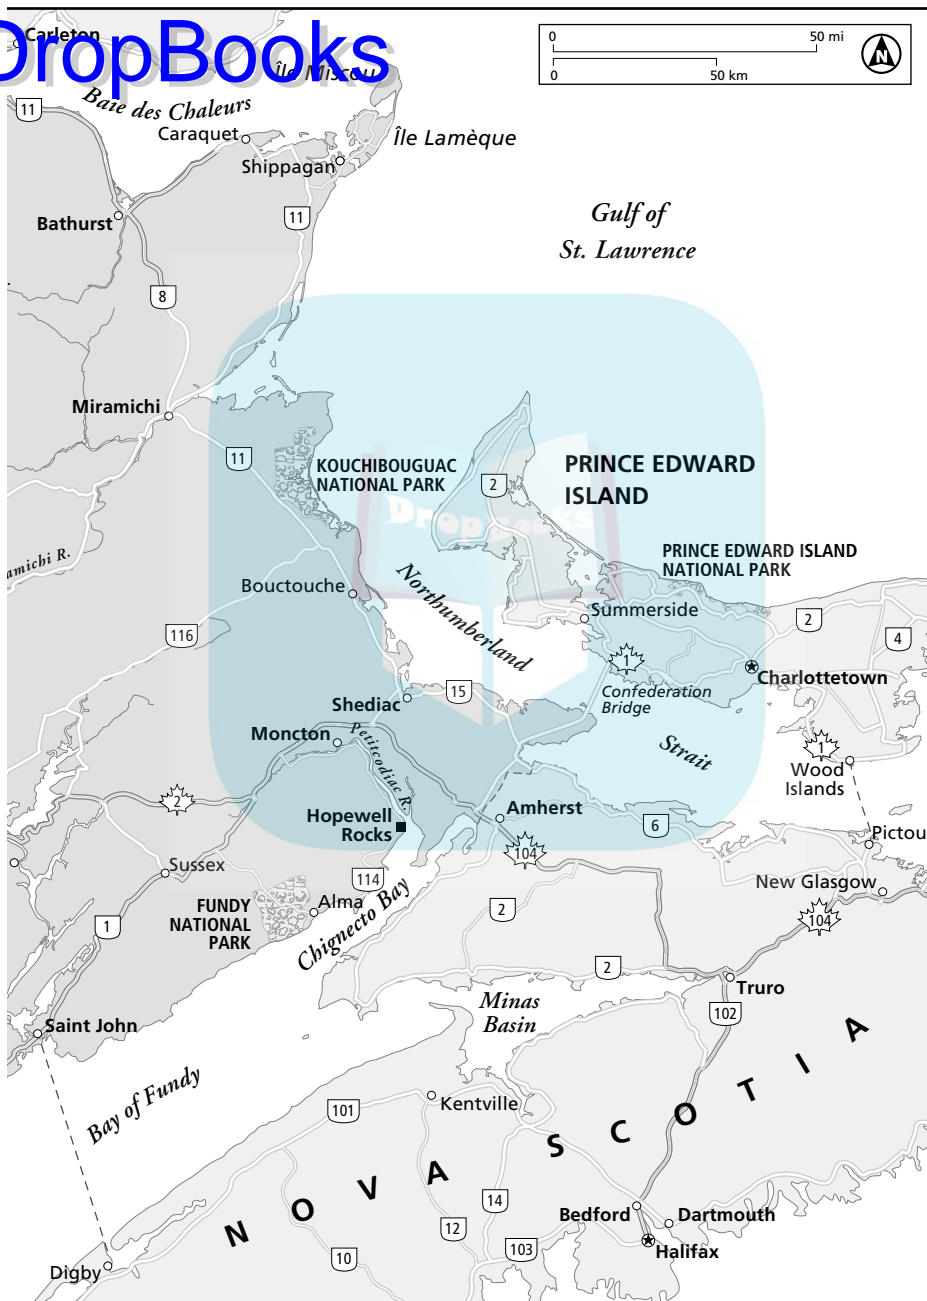 DropBooks
Carleton
Île Miscou
0 50 mi
0 50 km
N
11
Baie des Chaleurs
Caraquet
Île Lamèque
Shippagan
11
Bathurst
Gulf of
St. Lawrence
8
Miramichi
11
KOUCHIBOUGUAC
NATIONAL PARK
2
PRINCE EDWARD
ISLAND
DropBooks
PRINCE EDWARD ISLAND
NATIONAL PARK
amichi R.
Bouctouche
Northumberland
Summerside
2
116
4
1
Charlottetown
15
Confederation
Bridge
Shediac
Moncton
Petitcodiac R.
Strait
1
Wood
Islands
2
Hopewell
Rocks
Amherst
6
Pictou
104
Sussex
114
New Glasgow
FUNDY
NATIONAL
PARK
Alma
Chignecto Bay
2
104
1
2
Truro
Minas
Basin
102
Saint John
Bay of Fundy
101
Kentville
NOVA SCOTIA
14
12
Bedford
Dartmouth
103
Halifax
10
Digby